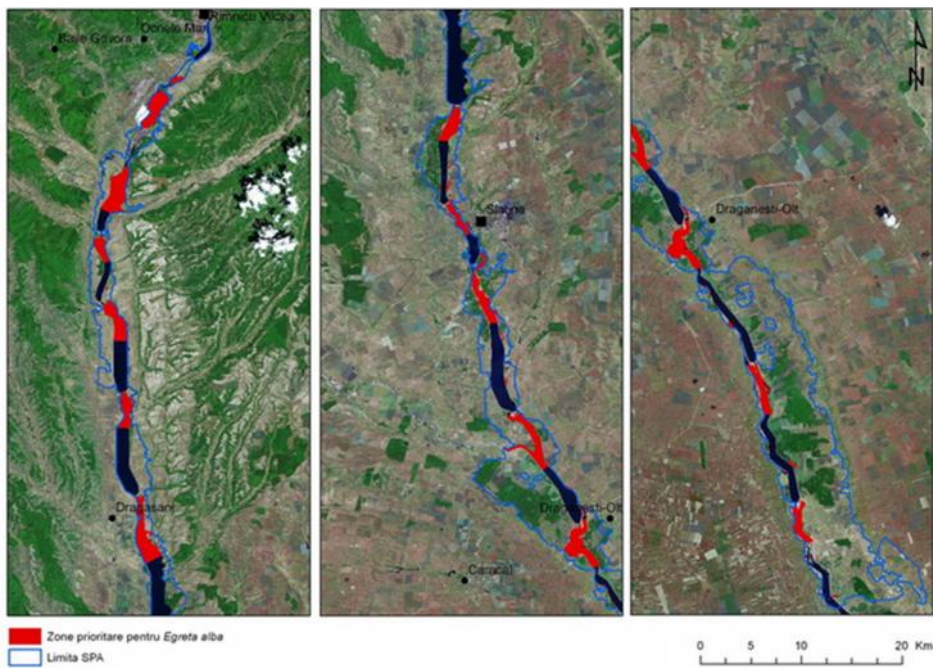 Rimnicu Vilcea
Ocnele Mari
Baile Govora
Dragasani
Slatina
Draganesti-Olt
Caracal
Draganesti-Olt
N
Zone prioritare pentru Egreta alba
Limita SPA
0 5 10 20 Km